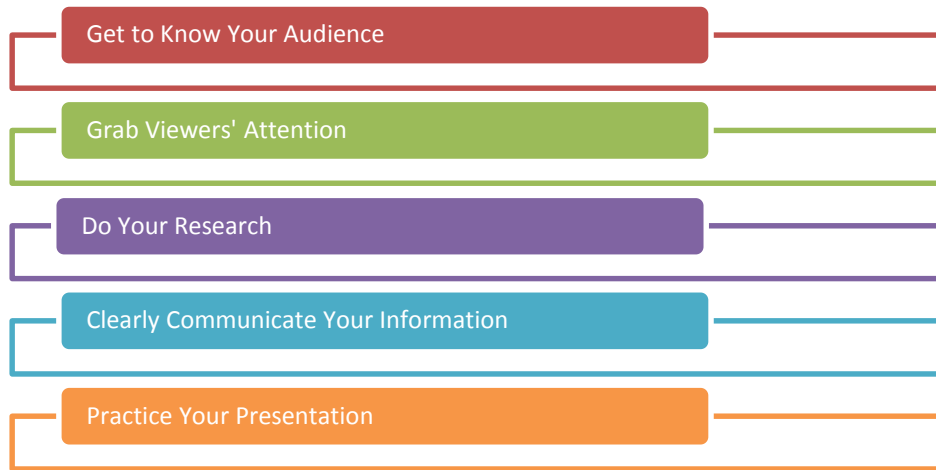 Get to Know Your Audience
Grab Viewers' Attention
Do Your Research
Clearly Communicate Your Information
Practice Your Presentation